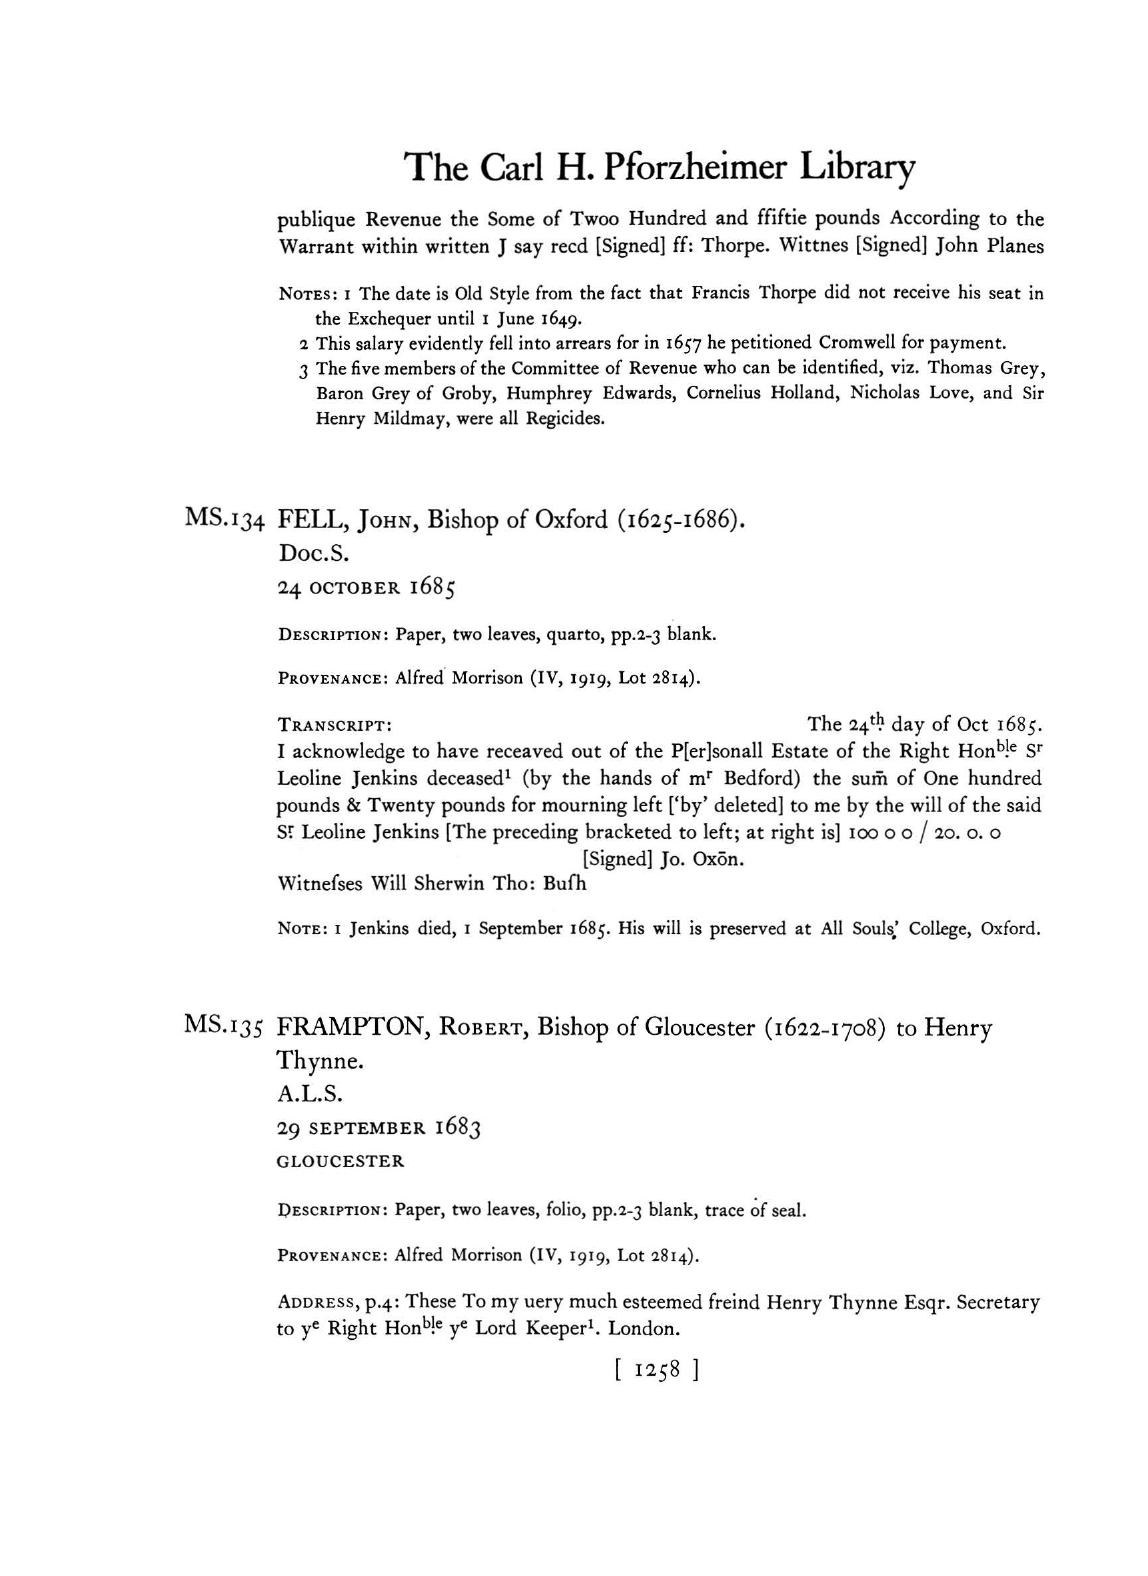 The Carl H. Pforzheimer Library
publique Revenue the Some of Twoo Hundred and ffiftie pounds According to the
Warrant within written J say recd [Signed] ff: Thorpe. Wittnes [Signed] John Planes
NOTES: 1 The date is Old Style from the fact that Francis Thorpe did not receive his seat in
the Exchequer until 1 June 1649.
2 This salary evidently fell into arrears for in 1657 he petitioned Cromwell for payment.
3 The five members of the Committee of Revenue who can be identified, viz. Thomas Grey,
Baron Grey of Groby, Humphrey Edwards, Cornelius Holland, Nicholas Love, and Sir
Henry Mildmay, were all Regicides.
MS.134 FELL, JOHN, Bishop of Oxford (1625-1686).
Doc.S.
24 OCTOBER 1685
DESCRIPTION: Paper, two leaves, quarto, pp.2-3 blank.
PROVENANCE: Alfred Morrison (IV, 1919, Lot 2814).
TRANSCRIPT: The 24th day of Oct 1685.
I acknowledge to have receaved out of the P[er]sonall Estate of the Right Honble Sr
Leoline Jenkins deceased¹ (by the hands of mr Bedford) the sum̄ of One hundred
pounds & Twenty pounds for mourning left ['by' deleted] to me by the will of the said
Sr Leoline Jenkins [The preceding bracketed to left; at right is] 100 0 0 / 20. 0. 0
[Signed] Jo. Oxōn.
Witneſses Will Sherwin Tho: Buſh
NOTE: 1 Jenkins died, 1 September 1685. His will is preserved at All Souls' College, Oxford.
MS.135 FRAMPTON, ROBERT, Bishop of Gloucester (1622-1708) to Henry
Thynne.
A.L.S.
29 SEPTEMBER 1683
GLOUCESTER
DESCRIPTION: Paper, two leaves, folio, pp.2-3 blank, trace of seal.
PROVENANCE: Alfred Morrison (IV, 1919, Lot 2814).
ADDRESS, p.4: These To my uery much esteemed freind Henry Thynne Esqr. Secretary
to ye Right Honble ye Lord Keeper¹. London.
[ 1258 ]